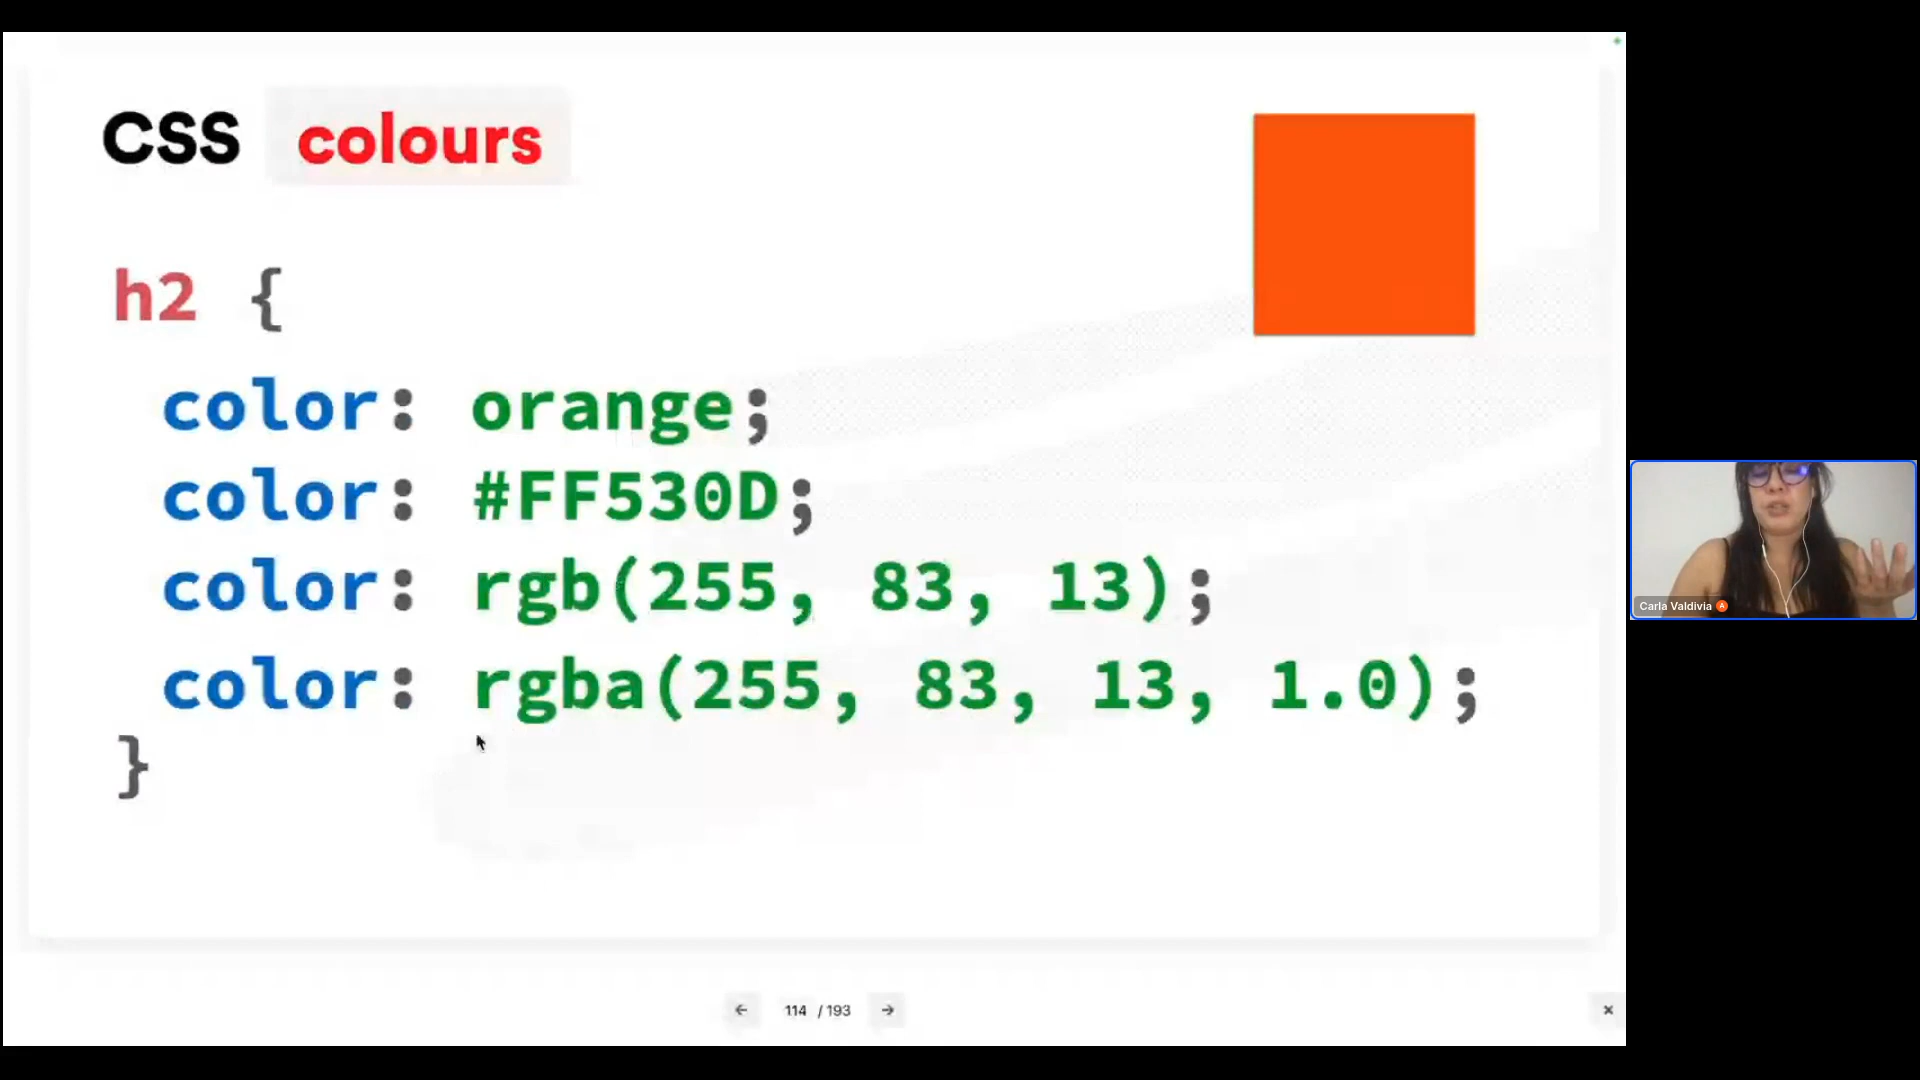 CSS colours
h2 {
color: orange;
color: #FF530D;
color: rgb(255, 83, 13);
color: rgba(255, 83, 13, 1.0);
}
Carla Valdivia A
114 / 193